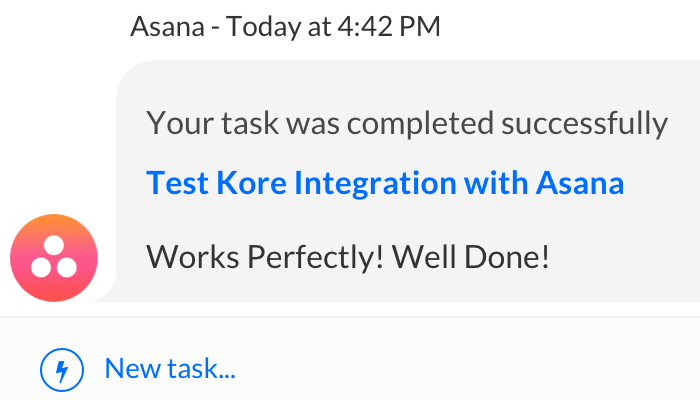 Asana - Today at 4:42 PM
Your task was completed successfully
Test Kore Integration with Asana
Works Perfectly! Well Done!
New task...